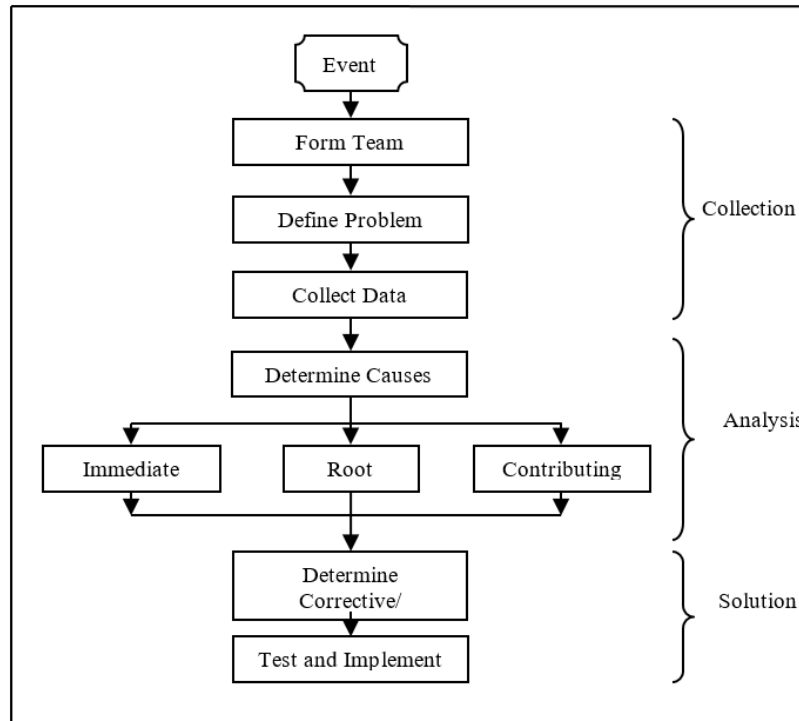 Event
Form Team
Define Problem
Collect Data
Collection
Determine Causes
Immediate
Root
Contributing
Analysis
Determine
Corrective/
Test and Implement
Solution